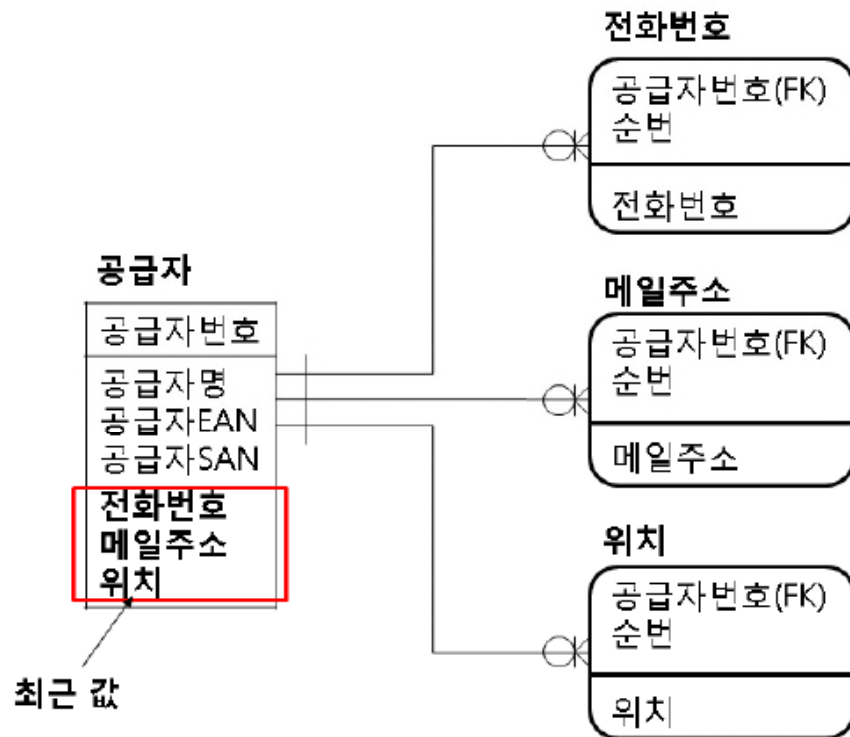 전화번호
공급자번호(FK)
순번
전화번호
공급자
공급자번호
공급자명
공급자EAN
공급자SAN
전화번호
메일주소
위치
최근 값
메일주소
공급자번호(FK)
순번
메일주소
위치
공급자번호(FK)
순번
위치